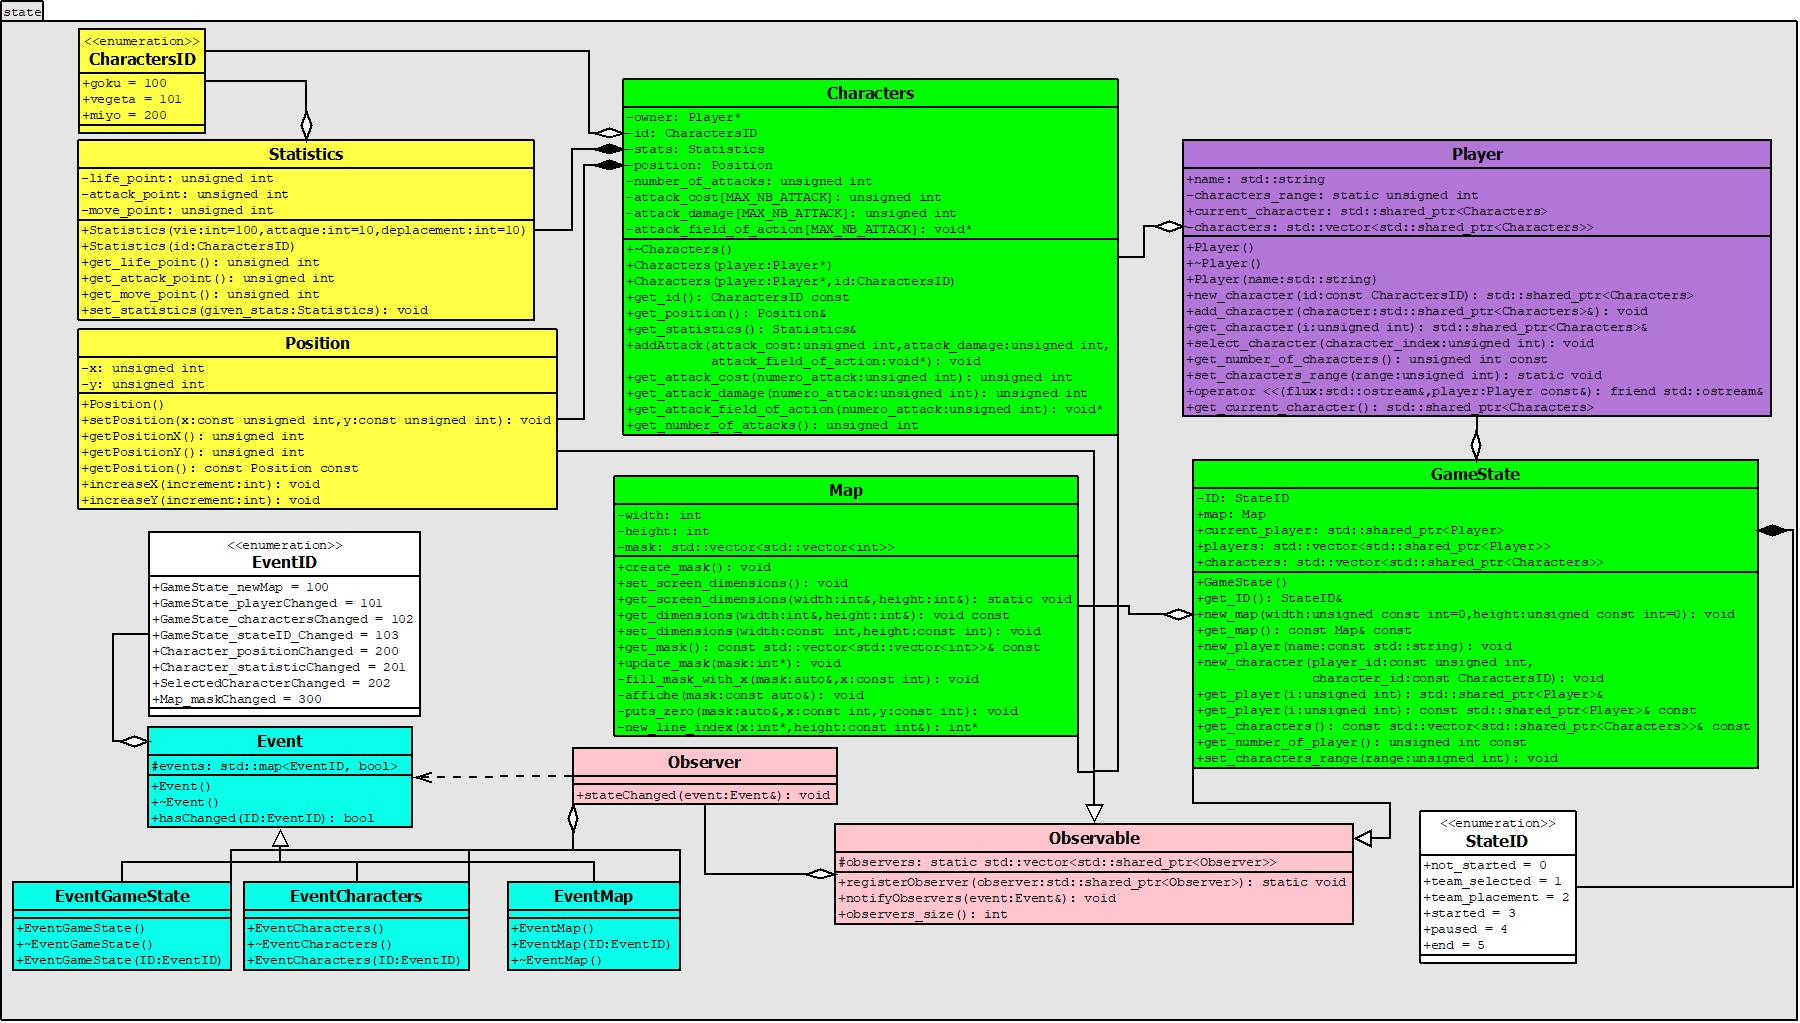 state
<<enumeration>>
CharactersID
+goku = 100
+vegeta = 101
+miyo = 200
Statistics
-life_point: unsigned int
-attack_point: unsigned int
-move_point: unsigned int
+Statistics(vie:int=100,attaque:int=10,deplacement:int=10)
+Statistics(id:CharactersID)
+get_life_point(): unsigned int
+get_attack_point(): unsigned int
+get_move_point(): unsigned int
+set_statistics(given_stats:Statistics): void
Position
-x: unsigned int
-y: unsigned int
+Position()
+setPosition(x:const unsigned int,y:const unsigned int): void
+getPositionX(): unsigned int
+getPositionY(): unsigned int
+getPosition(): const Position const
+increaseX(increment:int): void
+increaseY(increment:int): void
Characters
-owner: Player*
-id: CharactersID
-stats: Statistics
-position: Position
-number_of_attacks: unsigned int
-attack_cost[MAX_NB_ATTACK]: unsigned int
-attack_damage[MAX_NB_ATTACK]: unsigned int
-attack_field_of_action[MAX_NB_ATTACK]: void*
+~Characters()
+Characters(player:Player*)
+Characters(player:Player*,id:CharactersID)
+get_id(): CharactersID const
+get_position(): Position&
+get_statistics(): Statistics&
+addAttack(attack_cost:unsigned int,attack_damage:unsigned int,
attack_field_of_action:void*): void
+get_attack_cost(numero_attack:unsigned int): unsigned int
+get_attack_damage(numero_attack:unsigned int): unsigned int
+get_attack_field_of_action(numero_attack:unsigned int): void*
+get_number_of_attacks(): unsigned int
Player
+name: std::string
-characters_range: static unsigned int
+current_character: std::shared_ptr<Characters>
-characters: std::vector<std::shared_ptr<Characters>>
+Player()
+~Player()
+Player(name:std::string)
+new_character(id:const CharactersID): std::shared_ptr<Characters>
+add_character(character:std::shared_ptr<Characters>&): void
+get_character(i:unsigned int): std::shared_ptr<Characters>&
+select_character(character_index:unsigned int): void
+get_number_of_characters(): unsigned int const
+set_characters_range(range:unsigned int): static void
+operator <<(flux:std::ostream&,player:Player const&): friend std::ostream&
+get_current_character(): std::shared_ptr<Characters>
Map
-width: int
-height: int
-mask: std::vector<std::vector<int>>
+create_mask(): void
+set_screen_dimensions(): void
+get_screen_dimensions(width:int&,height:int&): static void
+get_dimensions(width:int&,height:int&): void const
+set_dimensions(width:const int,height:const int): void
+get_mask(): const std::vector<std::vector<int>>& const
+update_mask(mask:int*): void
-fill_mask_with_x(mask:auto&,x:const int): void
-affiche(mask:const auto&): void
-puts_zero(mask:auto&,x:const int,y:const int): void
-new_line_index(x:int*,height:const int&): int*
GameState
-ID: StateID
+map: Map
+current_player: std::shared_ptr<Player>
+players: std::vector<std::shared_ptr<Player>>
+characters: std::vector<std::shared_ptr<Characters>>
+GameState()
+get_ID(): StateID&
+new_map(width:unsigned const int=0,height:unsigned const int=0): void
+get_map(): const Map& const
+new_player(name:const std::string): void
+new_character(player_id:const unsigned int,
character_id:const CharactersID): void
+get_player(i:unsigned int): std::shared_ptr<Player>&
+get_player(i:unsigned int): const std::shared_ptr<Player>& const
+get_characters(): const std::vector<std::shared_ptr<Characters>>& const
+get_number_of_player(): unsigned int const
+set_characters_range(range:unsigned int): void
<<enumeration>>
EventID
+GameState_newMap = 100
+GameState_playerChanged = 101
+GameState_charactersChanged = 102
+GameState_stateID_Changed = 103
+Character_positionChanged = 200
+Character_statisticChanged = 201
+SelectedCharacterChanged = 202
+Map_maskChanged = 300
Event
#events: std::map<EventID, bool>
+Event()
+~Event()
+hasChanged(ID:EventID): bool
Observer
+stateChanged(event:Event&): void
Observable
#observers: static std::vector<std::shared_ptr<Observer>>
+registerObserver(observer:std::shared_ptr<Observer>): static void
+notifyObservers(event:Event&): void
+observers_size(): int
<<enumeration>>
StateID
+not_started = 0
+team_selected = 1
+team_placement = 2
+started = 3
+paused = 4
+end = 5
EventGameState
+EventGameState()
+~EventGameState()
+EventGameState(ID:EventID)
EventCharacters
+EventCharacters()
+~EventCharacters()
+EventCharacters(ID:EventID)
EventMap
+EventMap()
+EventMap(ID:EventID)
+~EventMap()